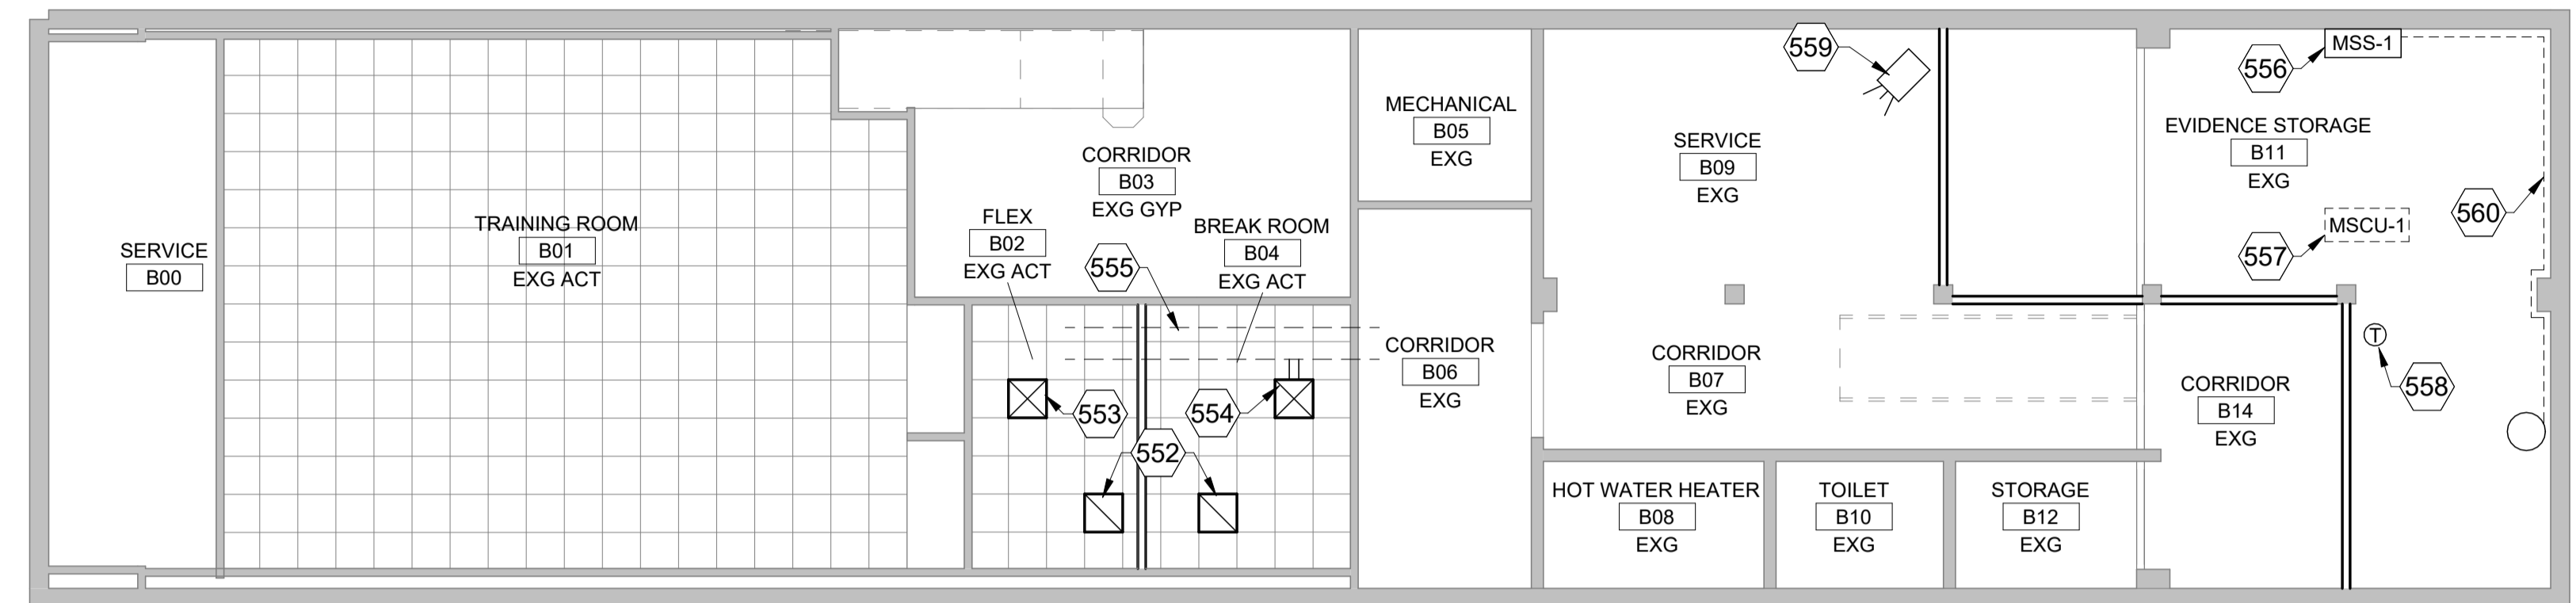 SERVICE
B00
TRAINING ROOM
B01
EXG ACT
CORRIDOR
B03
EXG GYP
FLEX
B02
EXG ACT
BREAK ROOM
B04
EXG ACT
555
553
554
552
MECHANICAL
B05
EXG
CORRIDOR
B06
EXG
559
SERVICE
B09
EXG
CORRIDOR
B07
EXG
HOT WATER HEATER
B08
EXG
TOILET
B10
EXG
STORAGE
B12
EXG
MSS-1
556
EVIDENCE STORAGE
B11
EXG
560
MSCU-1
557
T
558
CORRIDOR
B14
EXG